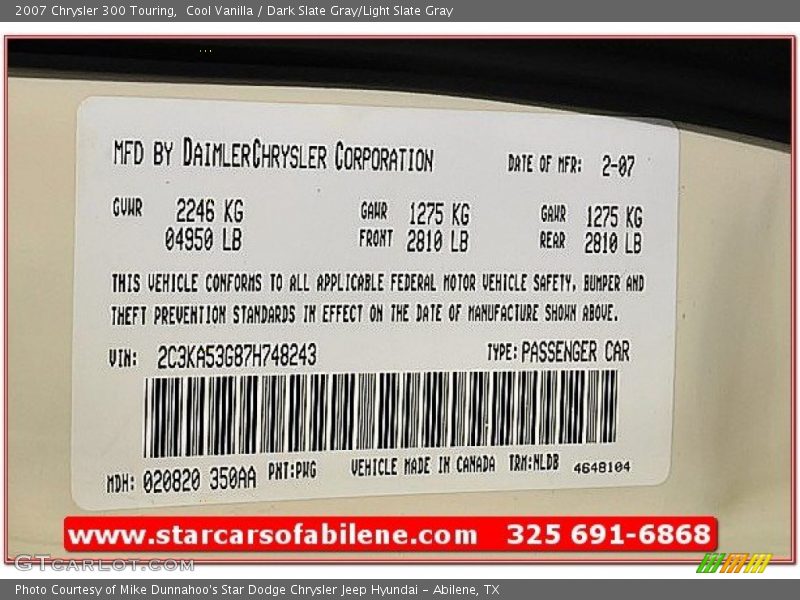 2007 Chrysler 300 Touring,  Cool Vanilla / Dark Slate Gray/Light Slate Gray
MFD BY DAIMLERCHRYSLER CORPORATION DATE OF MFR: 2-07
GVWR 2246 KG GAWR 1275 KG GAWR 1275 KG
04950 LB FRONT 2810 LB REAR 2810 LB
THIS VEHICLE CONFORMS TO ALL APPLICABLE FEDERAL MOTOR VEHICLE SAFETY, BUMPER AND
THEFT PREVENTION STANDARDS IN EFFECT ON THE DATE OF MANUFACTURE SHOWN ABOVE.
VIN: 2C3KA53G87H748243 TYPE: PASSENGER CAR
MDH: 020820 350AA PNT:PWG VEHICLE MADE IN CANADA TRM:NLDB 4648104
www.starcarsofabilene.com 325 691-6868
GTCARLOT.COM
Photo Courtesy of Mike Dunnahoo's Star Dodge Chrysler Jeep Hyundai - Abilene, TX